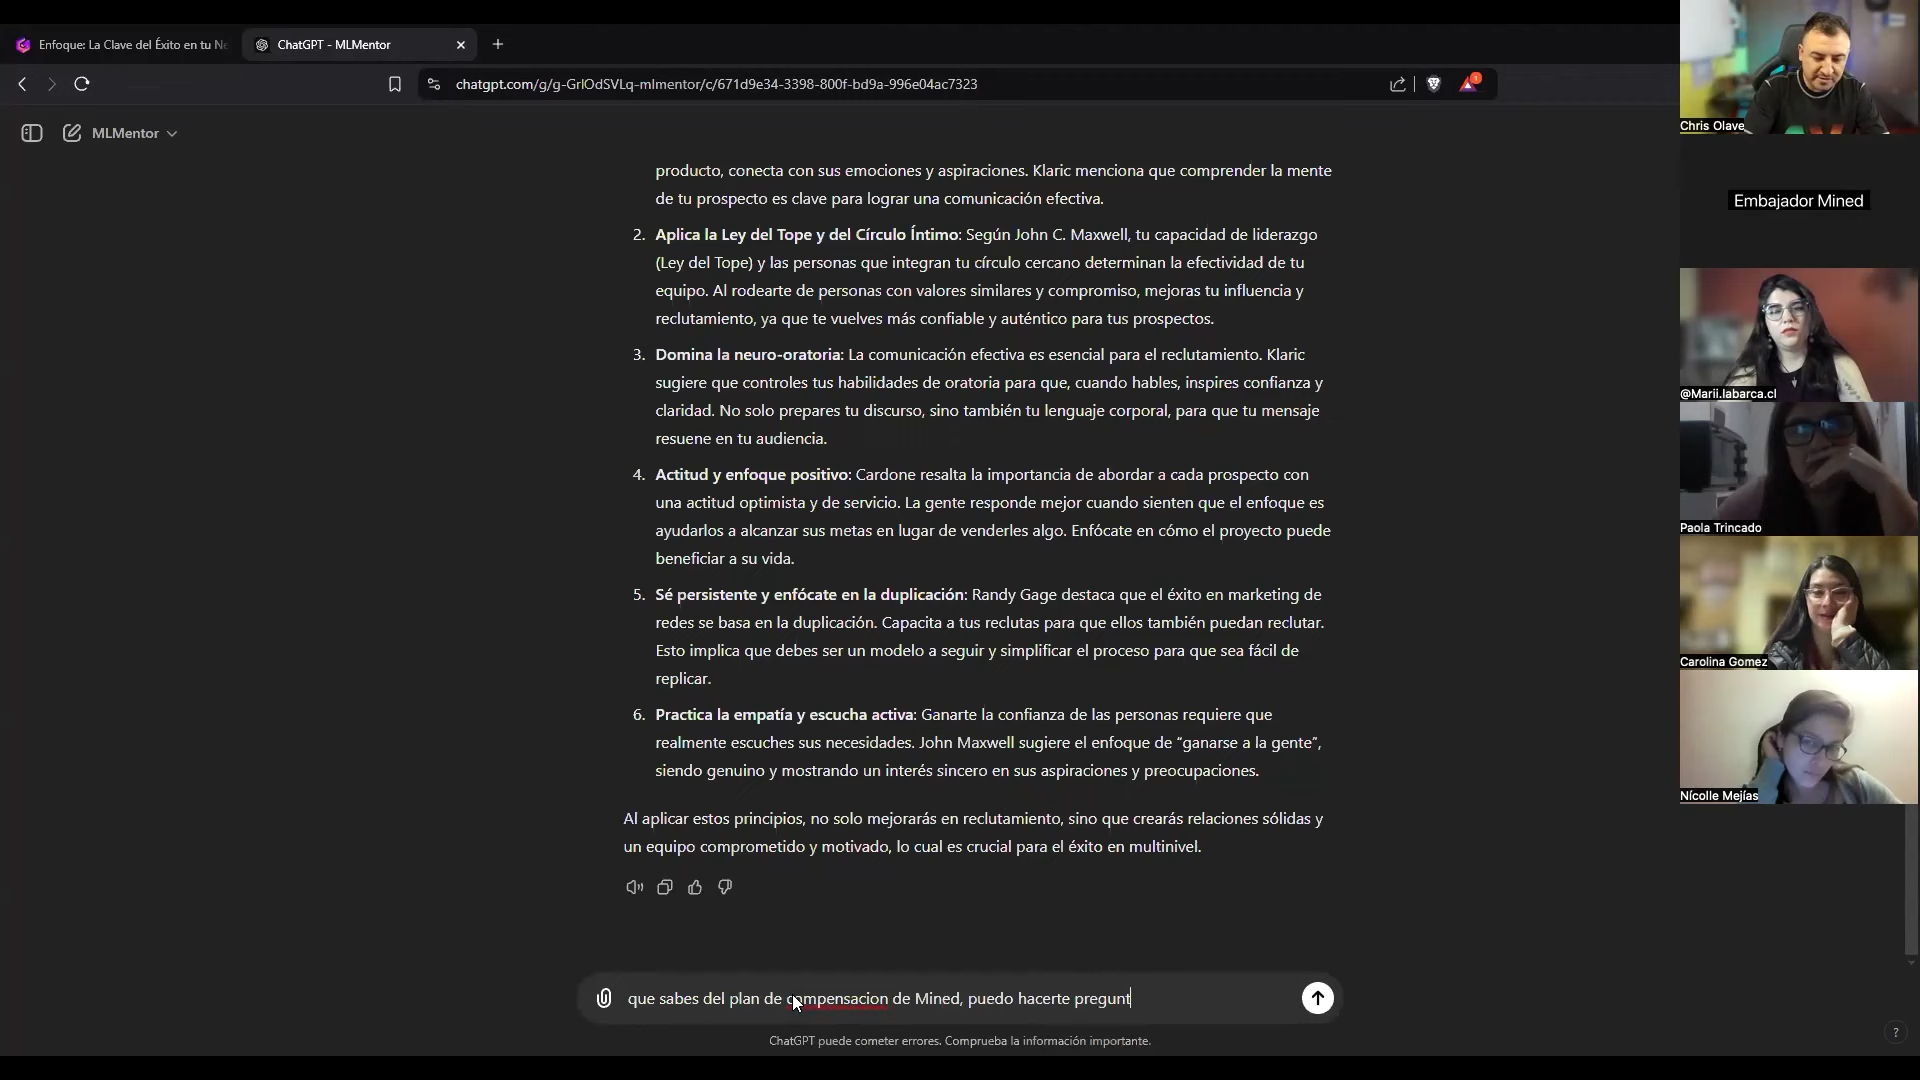 Enfoque: La Clave del Éxito en tu Ne
ChatGPT - MLMentor
chatgpt.com/g/g-GrlOdSVLq-mlmentor/c/671d9e34-3398-800f-bd9a-996e04ac7323
1
MLMentor
producto, conecta con sus emociones y aspiraciones. Klaric menciona que comprender la mente
de tu prospecto es clave para lograr una comunicación efectiva.
2. Aplica la Ley del Tope y del Círculo Íntimo: Según John C. Maxwell, tu capacidad de liderazgo
(Ley del Tope) y las personas que integran tu círculo cercano determinan la efectividad de tu
equipo. Al rodearte de personas con valores similares y compromiso, mejoras tu influencia y
reclutamiento, ya que te vuelves más confiable y auténtico para tus prospectos.
3. Domina la neuro-oratoria: La comunicación efectiva es esencial para el reclutamiento. Klaric
sugiere que controles tus habilidades de oratoria para que, cuando hables, inspires confianza y
claridad. No solo prepares tu discurso, sino también tu lenguaje corporal, para que tu mensaje
resuene en tu audiencia.
4. Actitud y enfoque positivo: Cardone resalta la importancia de abordar a cada prospecto con
una actitud optimista y de servicio. La gente responde mejor cuando sienten que el enfoque es
ayudarlos a alcanzar sus metas en lugar de venderles algo. Enfócate en cómo el proyecto puede
beneficiar a su vida.
5. Sé persistente y enfócate en la duplicación: Randy Gage destaca que el éxito en marketing de
redes se basa en la duplicación. Capacita a tus reclutas para que ellos también puedan reclutar.
Esto implica que debes ser un modelo a seguir y simplificar el proceso para que sea fácil de
replicar.
6. Practica la empatía y escucha activa: Ganarte la confianza de las personas requiere que
realmente escuches sus necesidades. John Maxwell sugiere el enfoque de “ganarse a la gente”,
siendo genuino y mostrando un interés sincero en sus aspiraciones y preocupaciones.
Al aplicar estos principios, no solo mejorarás en reclutamiento, sino que crearás relaciones sólidas y
un equipo comprometido y motivado, lo cual es crucial para el éxito en multinivel.
que sabes del plan de compensacion de Mined, puedo hacerte pregunt
ChatGPT puede cometer errores. Comprueba la información importante.
?
Chris Olave
Embajador Mined
@Marii.labarca.cl
Paola Trincado
Carolina Gomez
Nícolle Mejías